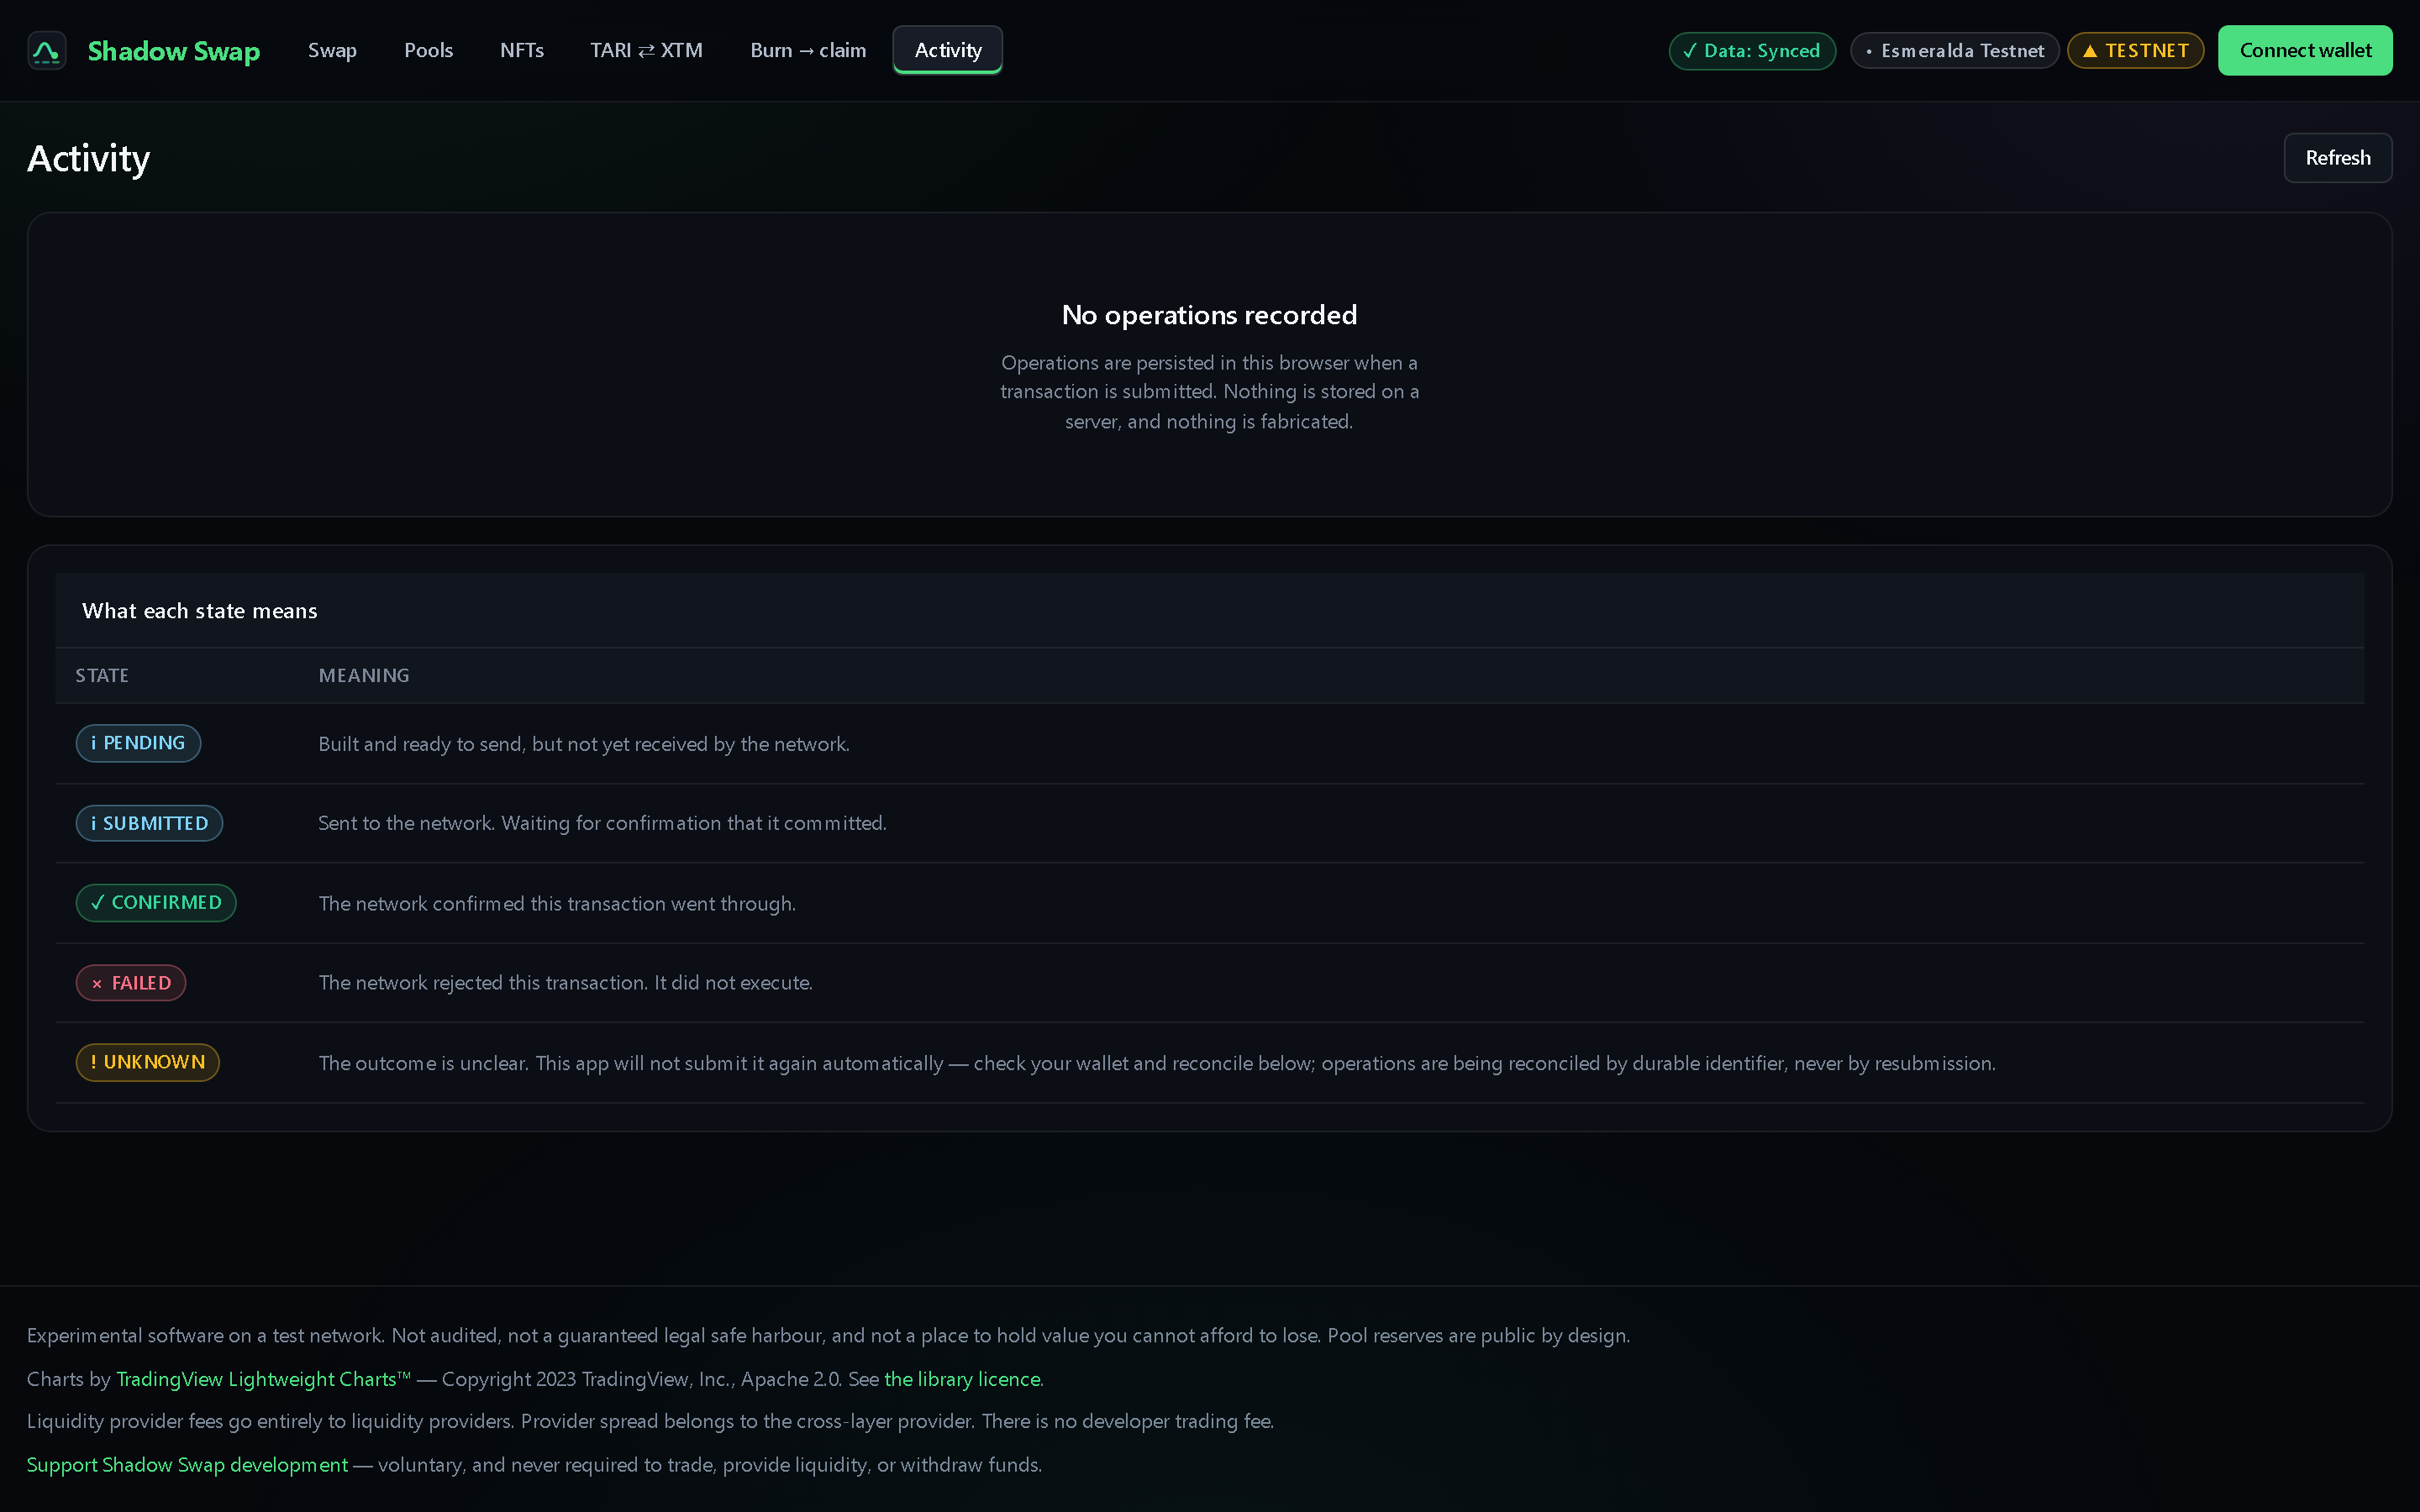 Shadow Swap
Swap
Pools
NFTs
TARI ⇄ XTM
Burn → claim
Activity
✓ Data: Synced
• Esmeralda Testnet
▲ TESTNET
Connect wallet
Activity
Refresh
No operations recorded
Operations are persisted in this browser when a
transaction is submitted. Nothing is stored on a
server, and nothing is fabricated.
What each state means
STATE MEANING
i PENDING Built and ready to send, but not yet received by the network.
i SUBMITTED Sent to the network. Waiting for confirmation that it committed.
✓ CONFIRMED The network confirmed this transaction went through.
× FAILED The network rejected this transaction. It did not execute.
! UNKNOWN The outcome is unclear. This app will not submit it again automatically — check your wallet and reconcile below; operations are being reconciled by durable identifier, never by resubmission.
Experimental software on a test network. Not audited, not a guaranteed legal safe harbour, and not a place to hold value you cannot afford to lose. Pool reserves are public by design.
Charts by TradingView Lightweight Charts™ — Copyright 2023 TradingView, Inc., Apache 2.0. See the library licence.
Liquidity provider fees go entirely to liquidity providers. Provider spread belongs to the cross-layer provider. There is no developer trading fee.
Support Shadow Swap development — voluntary, and never required to trade, provide liquidity, or withdraw funds.